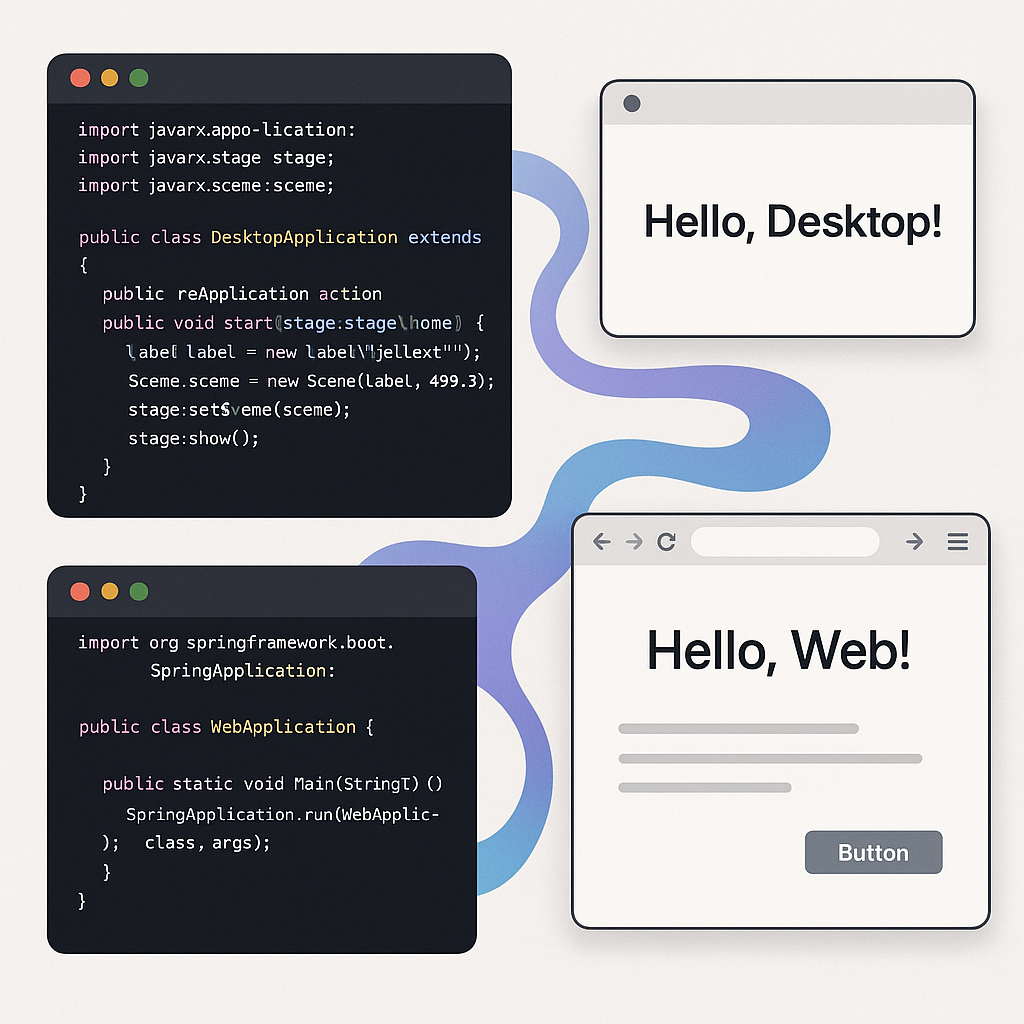 import javarx.appo-lication:
import javarx.stage stage;
import javarx.sceme:sceme;
public class DesktopApplication extends
{
public reApplication action
public void start(stage:stage\home) {
label label = new label\"jellext"");
Sceme.sceme = new Scene(Label, 499.3);
stage:set veme(sceme);
stage:show();
}
}
Hello, Desktop!
import org springframework.boot.
SpringApplication:
public class WebApplication {
public static void Main(StringT) ()
SpringApplication.run(WebApplic-
); class, args);
}
}
Hello, Web!
Button